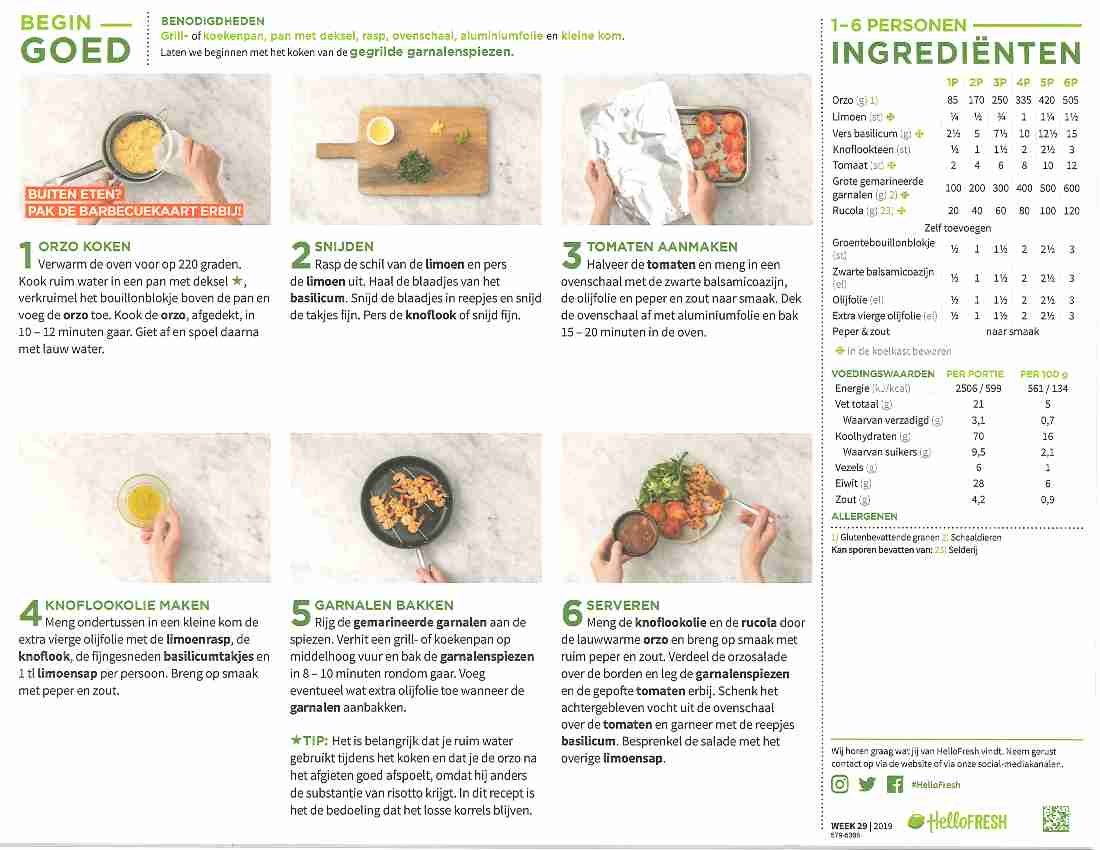 BEGIN
GOED
BENODIGDHEDEN
Grill- of koekenpan, pan met deksel, rasp, ovenschaal, aluminiumfolie en kleine kom.
Laten we beginnen met het koken van de gegrilde garnalenspiezen.
BUITEN ETEN?
PAK DE BARBECUEKAART ERBIJ!
1 ORZO KOKEN
Verwarm de oven voor op 220 graden.
Kook ruim water in een pan met deksel ★,
verkruimel het bouillonblokje boven de pan en
voeg de orzo toe. Kook de orzo, afgedekt, in
10 – 12 minuten gaar. Giet af en spoel daarna
met lauw water.
2 SNIJDEN
Rasp de schil van de limoen en pers
de limoen uit. Haal de blaadjes van het
basilicum. Snijd de blaadjes in reepjes en snijd
de takjes fijn. Pers de knoflook of snijd fijn.
3 TOMATEN AANMAKEN
Halveer de tomaten en meng in een
ovenschaal met de zwarte balsamicoazijn,
de olijfolie en peper en zout naar smaak. Dek
de ovenschaal af met aluminiumfolie en bak
15 – 20 minuten in de oven.
4 KNOFLOOKOLIE MAKEN
Meng ondertussen in een kleine kom de
extra vierge olijfolie met de limoenrasp, de
knoflook, de fijngesneden basilicumtakjes en
1 tl limoensap per persoon. Breng op smaak
met peper en zout.
5 GARNALEN BAKKEN
Rijg de gemarineerde garnalen aan de
spiezen. Verhit een grill- of koekenpan op
middelhoog vuur en bak de garnalenspiezen
in 8 – 10 minuten rondom gaar. Voeg
eventueel wat extra olijfolie toe wanneer de
garnalen aanbakken.
★TIP: Het is belangrijk dat je ruim water
gebruikt tijdens het koken en dat je de orzo na
het afgieten goed afspoelt, omdat hij anders
de substantie van risotto krijgt. In dit recept is
het de bedoeling dat het losse korrels blijven.
6 SERVEREN
Meng de knoflookolie en de rucola door
de lauwwarme orzo en breng op smaak met
ruim peper en zout. Verdeel de orzosalade
over de borden en leg de garnalenspiezen
en de gepofte tomaten erbij. Schenk het
achtergebleven vocht uit de ovenschaal
over de tomaten en garneer met de reepjes
basilicum. Besprenkel de salade met het
overige limoensap.
1–6 PERSONEN
INGREDIËNTEN
1P 2P 3P 4P 5P 6P
Orzo (g) 1) 85 170 250 335 420 505
Limoen (st) ¼ ½ ¾ 1 1¼ 1½
Vers basilicum (g) 2½ 5 7½ 10 12½ 15
Knoflookteen (st) ½ 1 1½ 2 2½ 3
Tomaat (st) 2 4 6 8 10 12
Grote gemarineerde
garnalen (g) 2) 100 200 300 400 500 600
Rucola (g) 23) 20 40 60 80 100 120
Zelf toevoegen
Groentebouillonblokje
(st) ½ 1 1½ 2 2½ 3
Zwarte balsamicoazijn
(el) ½ 1 1½ 2 2½ 3
Olijfolie (el) ½ 1 1½ 2 2½ 3
Extra vierge olijfolie (el) ½ 1 1½ 2 2½ 3
Peper & zout naar smaak
in de koelkast bewaren
VOEDINGSWAARDEN PER PORTIE PER 100 g
Energie (kJ/kcal) 2506 / 599 561 / 134
Vet totaal (g) 21 5
Waarvan verzadigd (g) 3,1 0,7
Koolhydraten (g) 70 16
Waarvan suikers (g) 9,5 2,1
Vezels (g) 6 1
Eiwit (g) 28 6
Zout (g) 4,2 0,9
ALLERGENEN
1) Glutenbevattende granen 2) Schaaldieren
Kan sporen bevatten van: 23) Selderij
Wij horen graag wat jij van HelloFresh vindt. Neem gerust
contact op via de website of via onze social-mediakanalen.
#HelloFresh
WEEK 29 | 2019
HelloFRESH